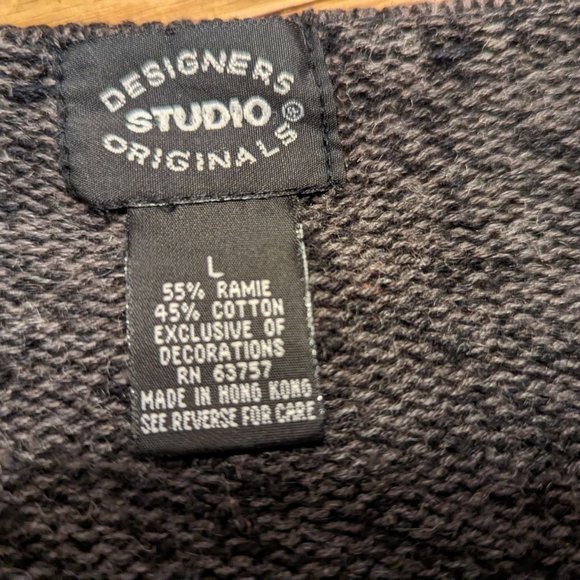 DESIGNERS
STUDIO®
ORIGINALS
L
55% RAMIE
45% COTTON
EXCLUSIVE OF
DECORATIONS
RN 63757
MADE IN HONG KONG
SEE REVERSE FOR CARE